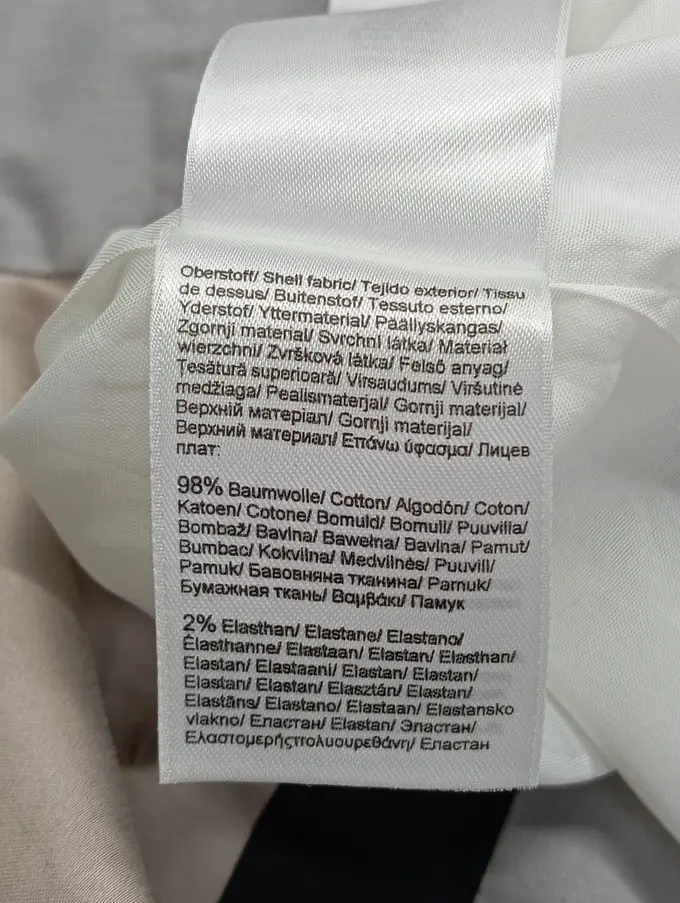 Oberstoff/ Shell fabric/ Tejido exterior/ Tissu
de dessus/ Buitenstof/ Tessuto esterno/
Yderstof/ Yttermaterial/ Päällyskangas/
Zgornji material/ Svrchní látka/ Materiał
wierzchni/ Zvršková látka/ Felső anyag/
Țesătură superioară/ Virsaudums/ Viršutinė
medžiaga/ Pealismaterjal/ Gornji materijal/
Верхній матеріал/ Gornji materijal/
Верхний материал/ Επάνω ύφασμα/ Лицев
плат:
98% Baumwolle/ Cotton/ Algodón/ Coton/
Katoen/ Cotone/ Bomuld/ Bomull/ Puuvilla/
Bombaž/ Bavlna/ Bawełna/ Bavlna/ Pamut/
Bumbac/ Kokvilna/ Medvilnės/ Puuvill/
Pamuk/ Бавовняна тканина/ Pamuk/
Бумажная ткань/ Βαμβάκι/ Памук
2% Elasthan/ Elastane/ Elastano/
Élasthanne/ Elastaan/ Elastan/ Elasthan/
Elastan/ Elastaani/ Elastan/ Elastan/
Elastan/ Elastan/ Elasztán/ Elastan/
Elastāns/ Elastano/ Elastaan/ Elastansko
vlakno/ Еластан/ Elastan/ Эластан/
Ελαστομερήςπολυουρεθάνη/ Еластан